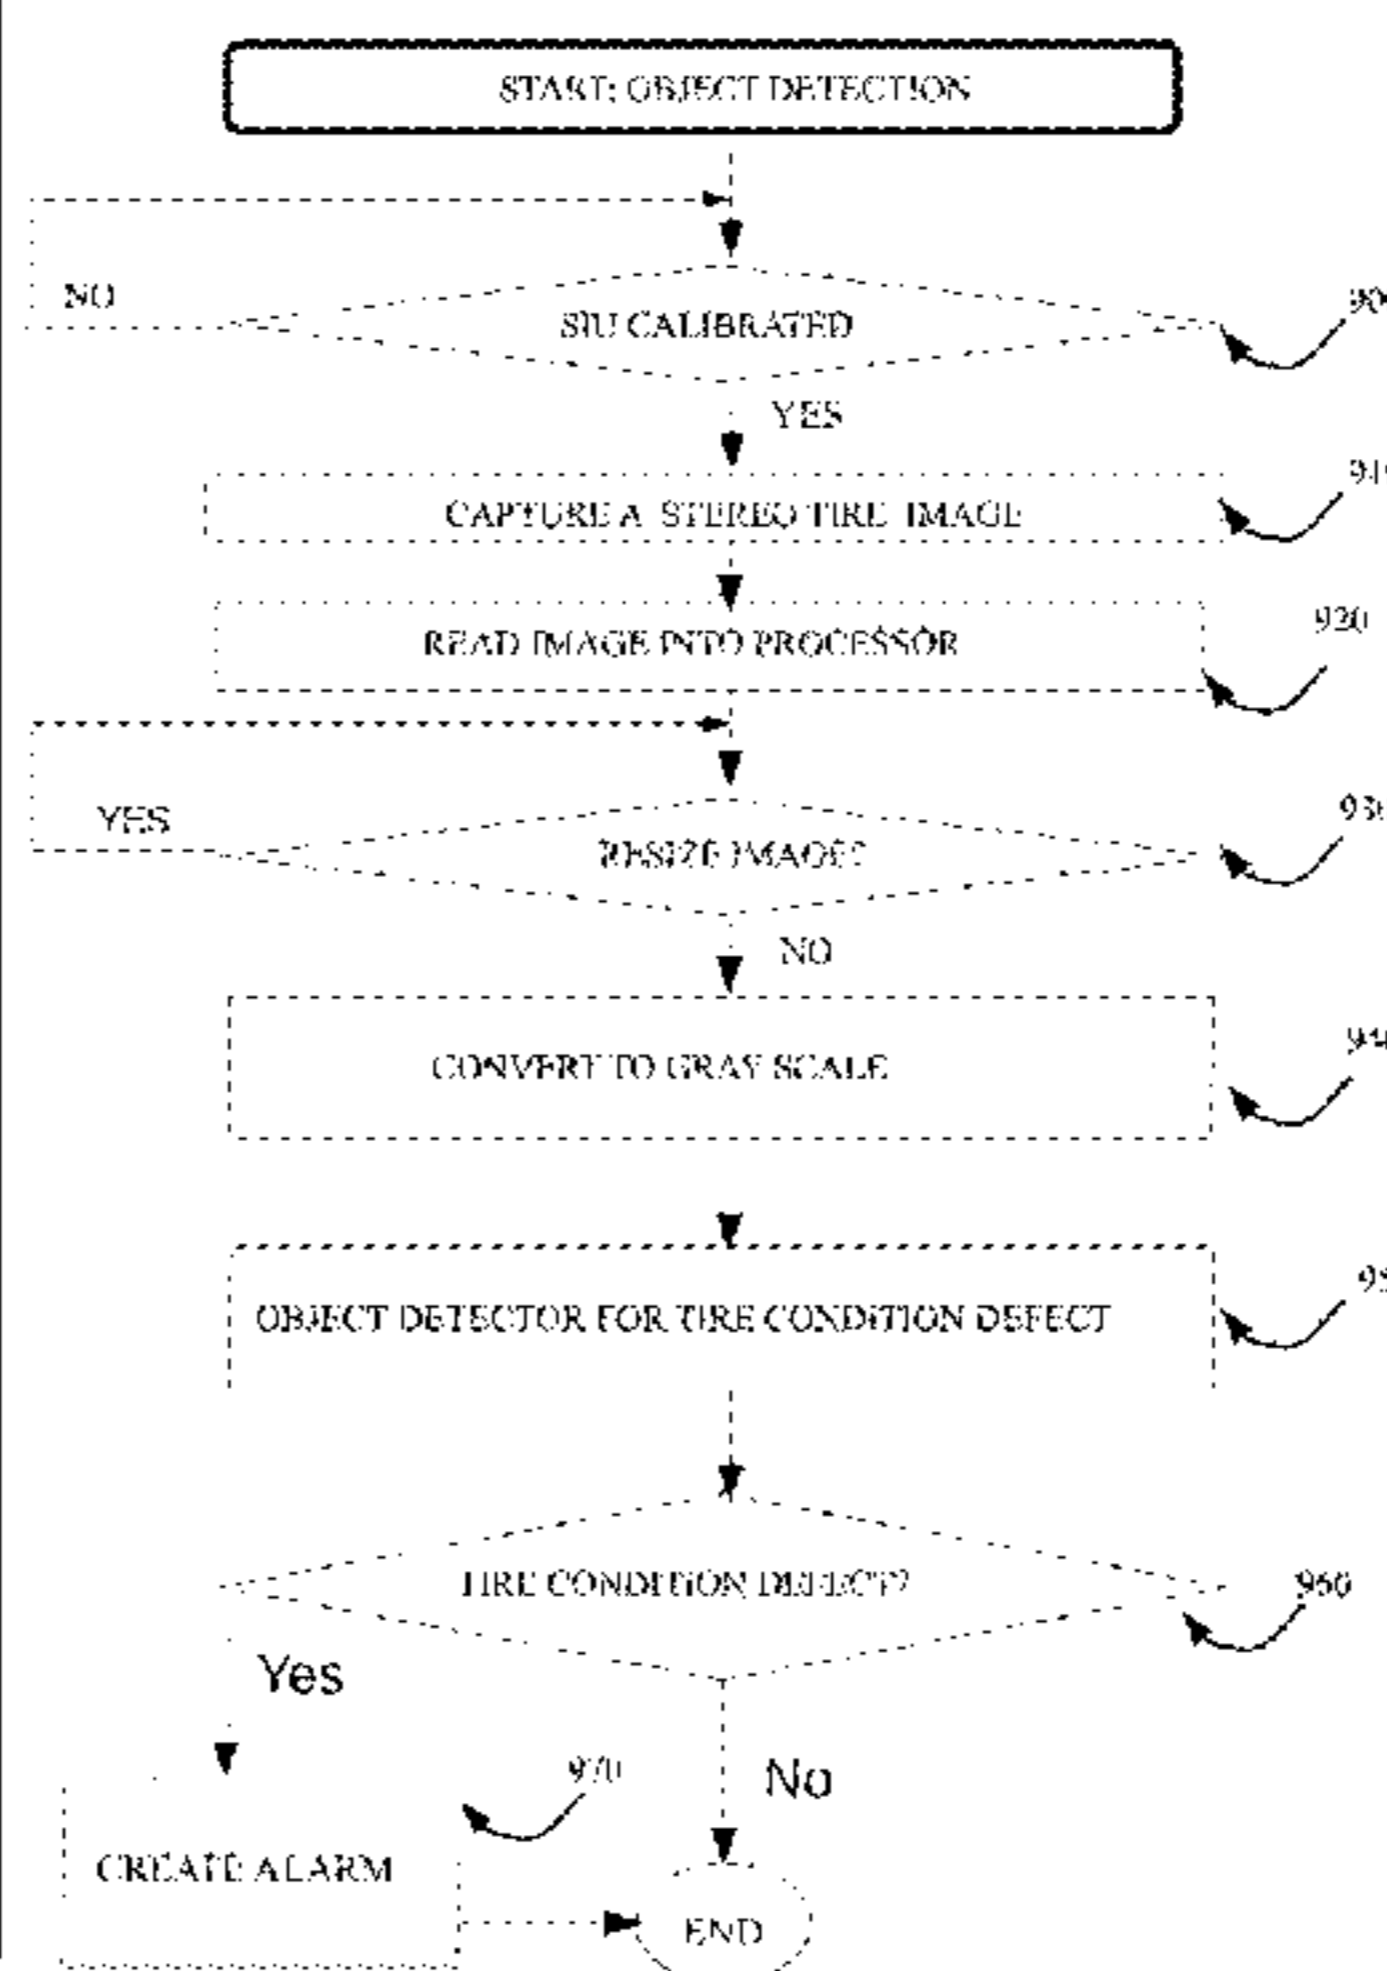 START: OBJECT DETECTION
NO
SIU CALIBRATED
YES
CAPTURE A STEREO TIRE IMAGE
READ IMAGE INTO PROCESSOR
920
YES
RESIZE IMAGE?
NO
CONVERT TO GRAY SCALE
OBJECT DETECTOR FOR TIRE CONDITION DEFECT
TIRE CONDITION DEFECT?
960
Yes
970
No
CREATE ALARM
END